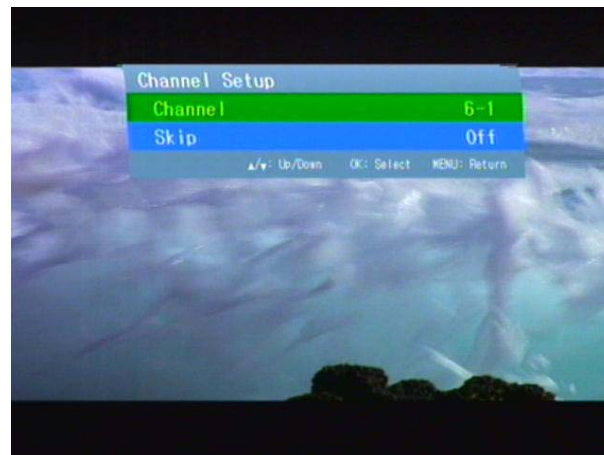 Channel Setup
Channel 6-1
Skip Off
▲/▼: Up/Down OK: Select MENU: Return